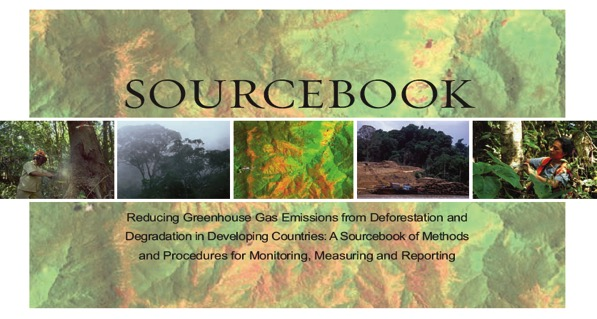 SOURCEBOOK
Reducing Greenhouse Gas Emissions from Deforestation and
Degradation in Developing Countries: A Sourcebook of Methods
and Procedures for Monitoring, Measuring and Reporting